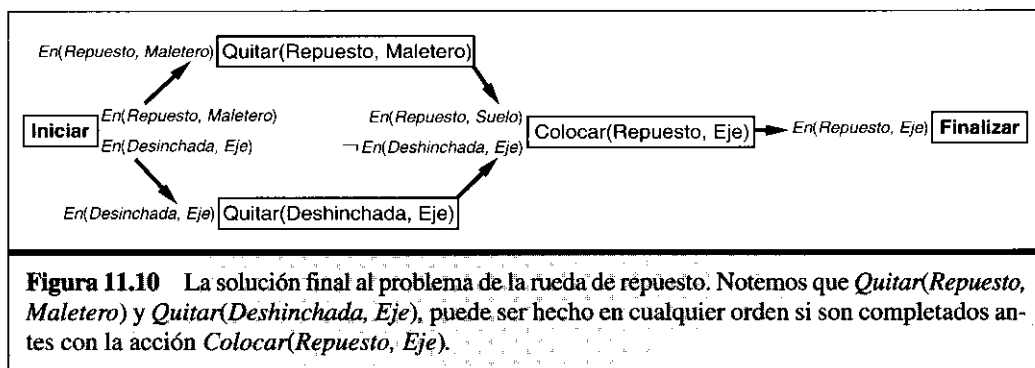 En(Repuesto, Maletero) Quitar(Repuesto, Maletero)
En(Repuesto, Maletero)
Iniciar
En(Desinchada, Eje)
En(Repuesto, Suelo)
¬ En(Deshinchada, Eje)
Colocar(Repuesto, Eje)
En(Repuesto, Eje) Finalizar
En(Desinchada, Eje) Quitar(Deshinchada, Eje)
Figura 11.10 La solución final al problema de la rueda de repuesto. Notemos que Quitar(Repuesto,
Maletero) y Quitar(Deshinchada, Eje), puede ser hecho en cualquier orden si son completados an-
tes con la acción Colocar(Repuesto, Eje).